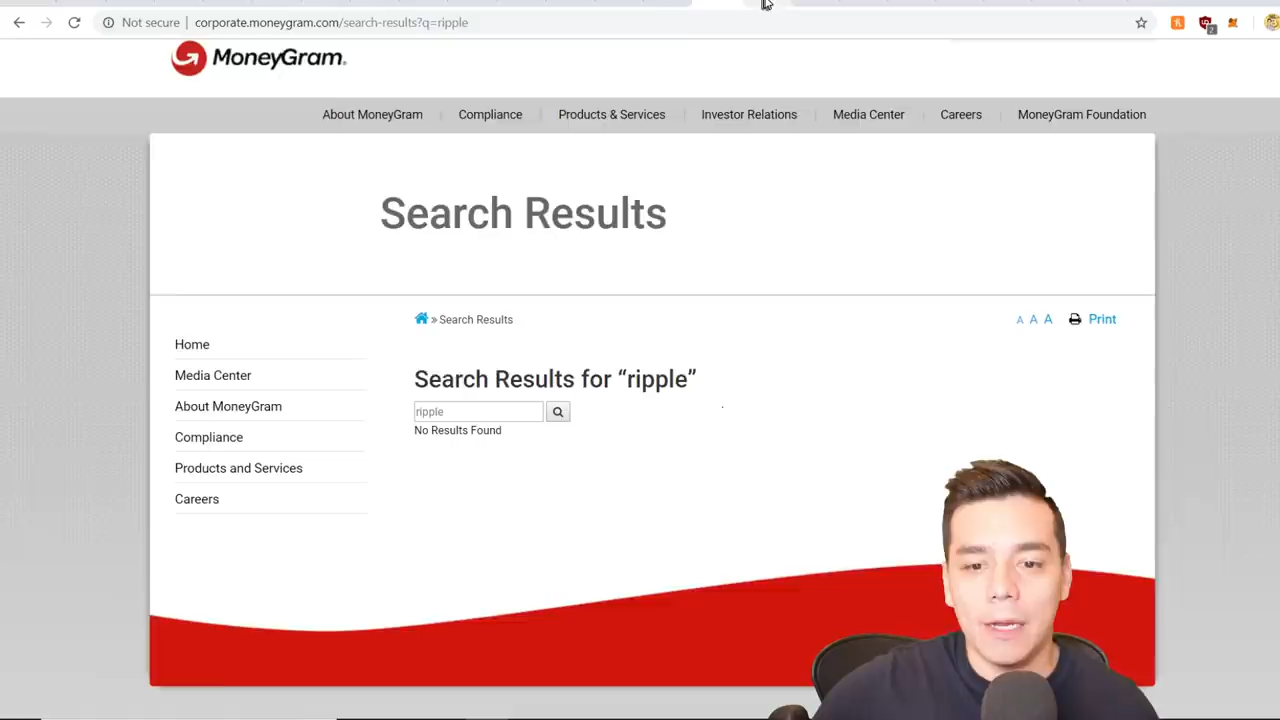 Not secure | corporate.moneygram.com/search-results?q=ripple
2
MoneyGram.
About MoneyGram
Compliance
Products & Services
Investor Relations
Media Center
Careers
MoneyGram Foundation
Search Results
» Search Results
A A A
Print
Home
Media Center
About MoneyGram
Compliance
Products and Services
Careers
Search Results for “ripple”
ripple
No Results Found